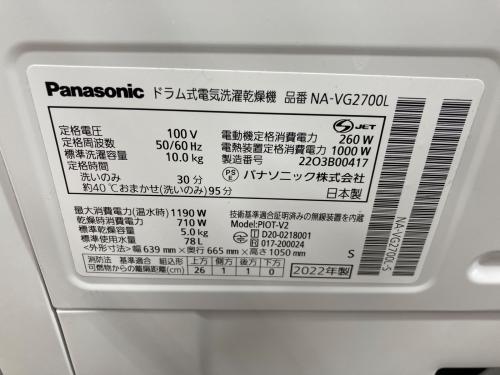 Panasonic ドラム式電気洗濯乾燥機 品番 NA-VG2700L
定格電圧 100 V
定格周波数 50/60 Hz
標準洗濯容量 10.0 kg
定格時間
洗いのみ 30 分
約40℃おまかせ(洗いのみ)95分
最大消費電力(温水時)1190 W
乾燥時消費電力 710 W
標準乾燥容量 5.0 kg
標準使用水量 78L
<外形寸法>幅 639 mm×奥行 665 mm×高さ 1050 mm
消防法 基準適合 組込形 上方 側方 前方 後方 下方
可燃物からの離隔距離(cm) 26 1 1 0
S JET
電動機定格消費電力 260 W
電熱装置定格消費電力 1000 W
製造番号 22O3B00417
PS E パナソニック株式会社
日本製
技術基準適合証明済みの無線装置を内蔵
Model:PIOT-V2
D20-0218001
017-200024
S
2022年製
NA-VG2700L-S